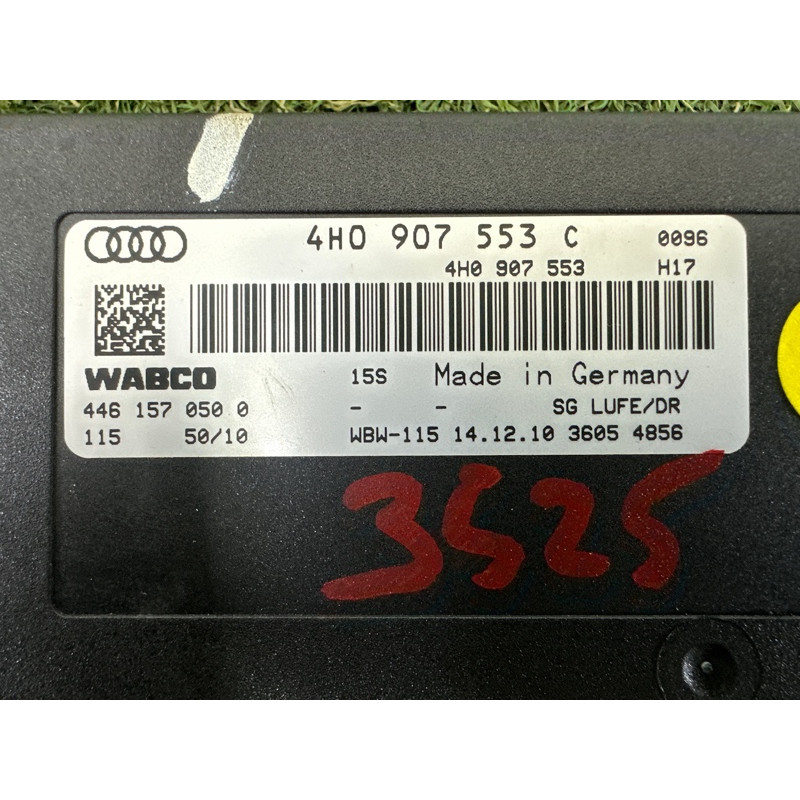 4H0 907 553 C 0096
4H0 907 553 H17
WABCO 15S Made in Germany
446 157 050 0 - - SG LUFE/DR
115 50/10 WBW-115 14.12.10 3605 4856
3525